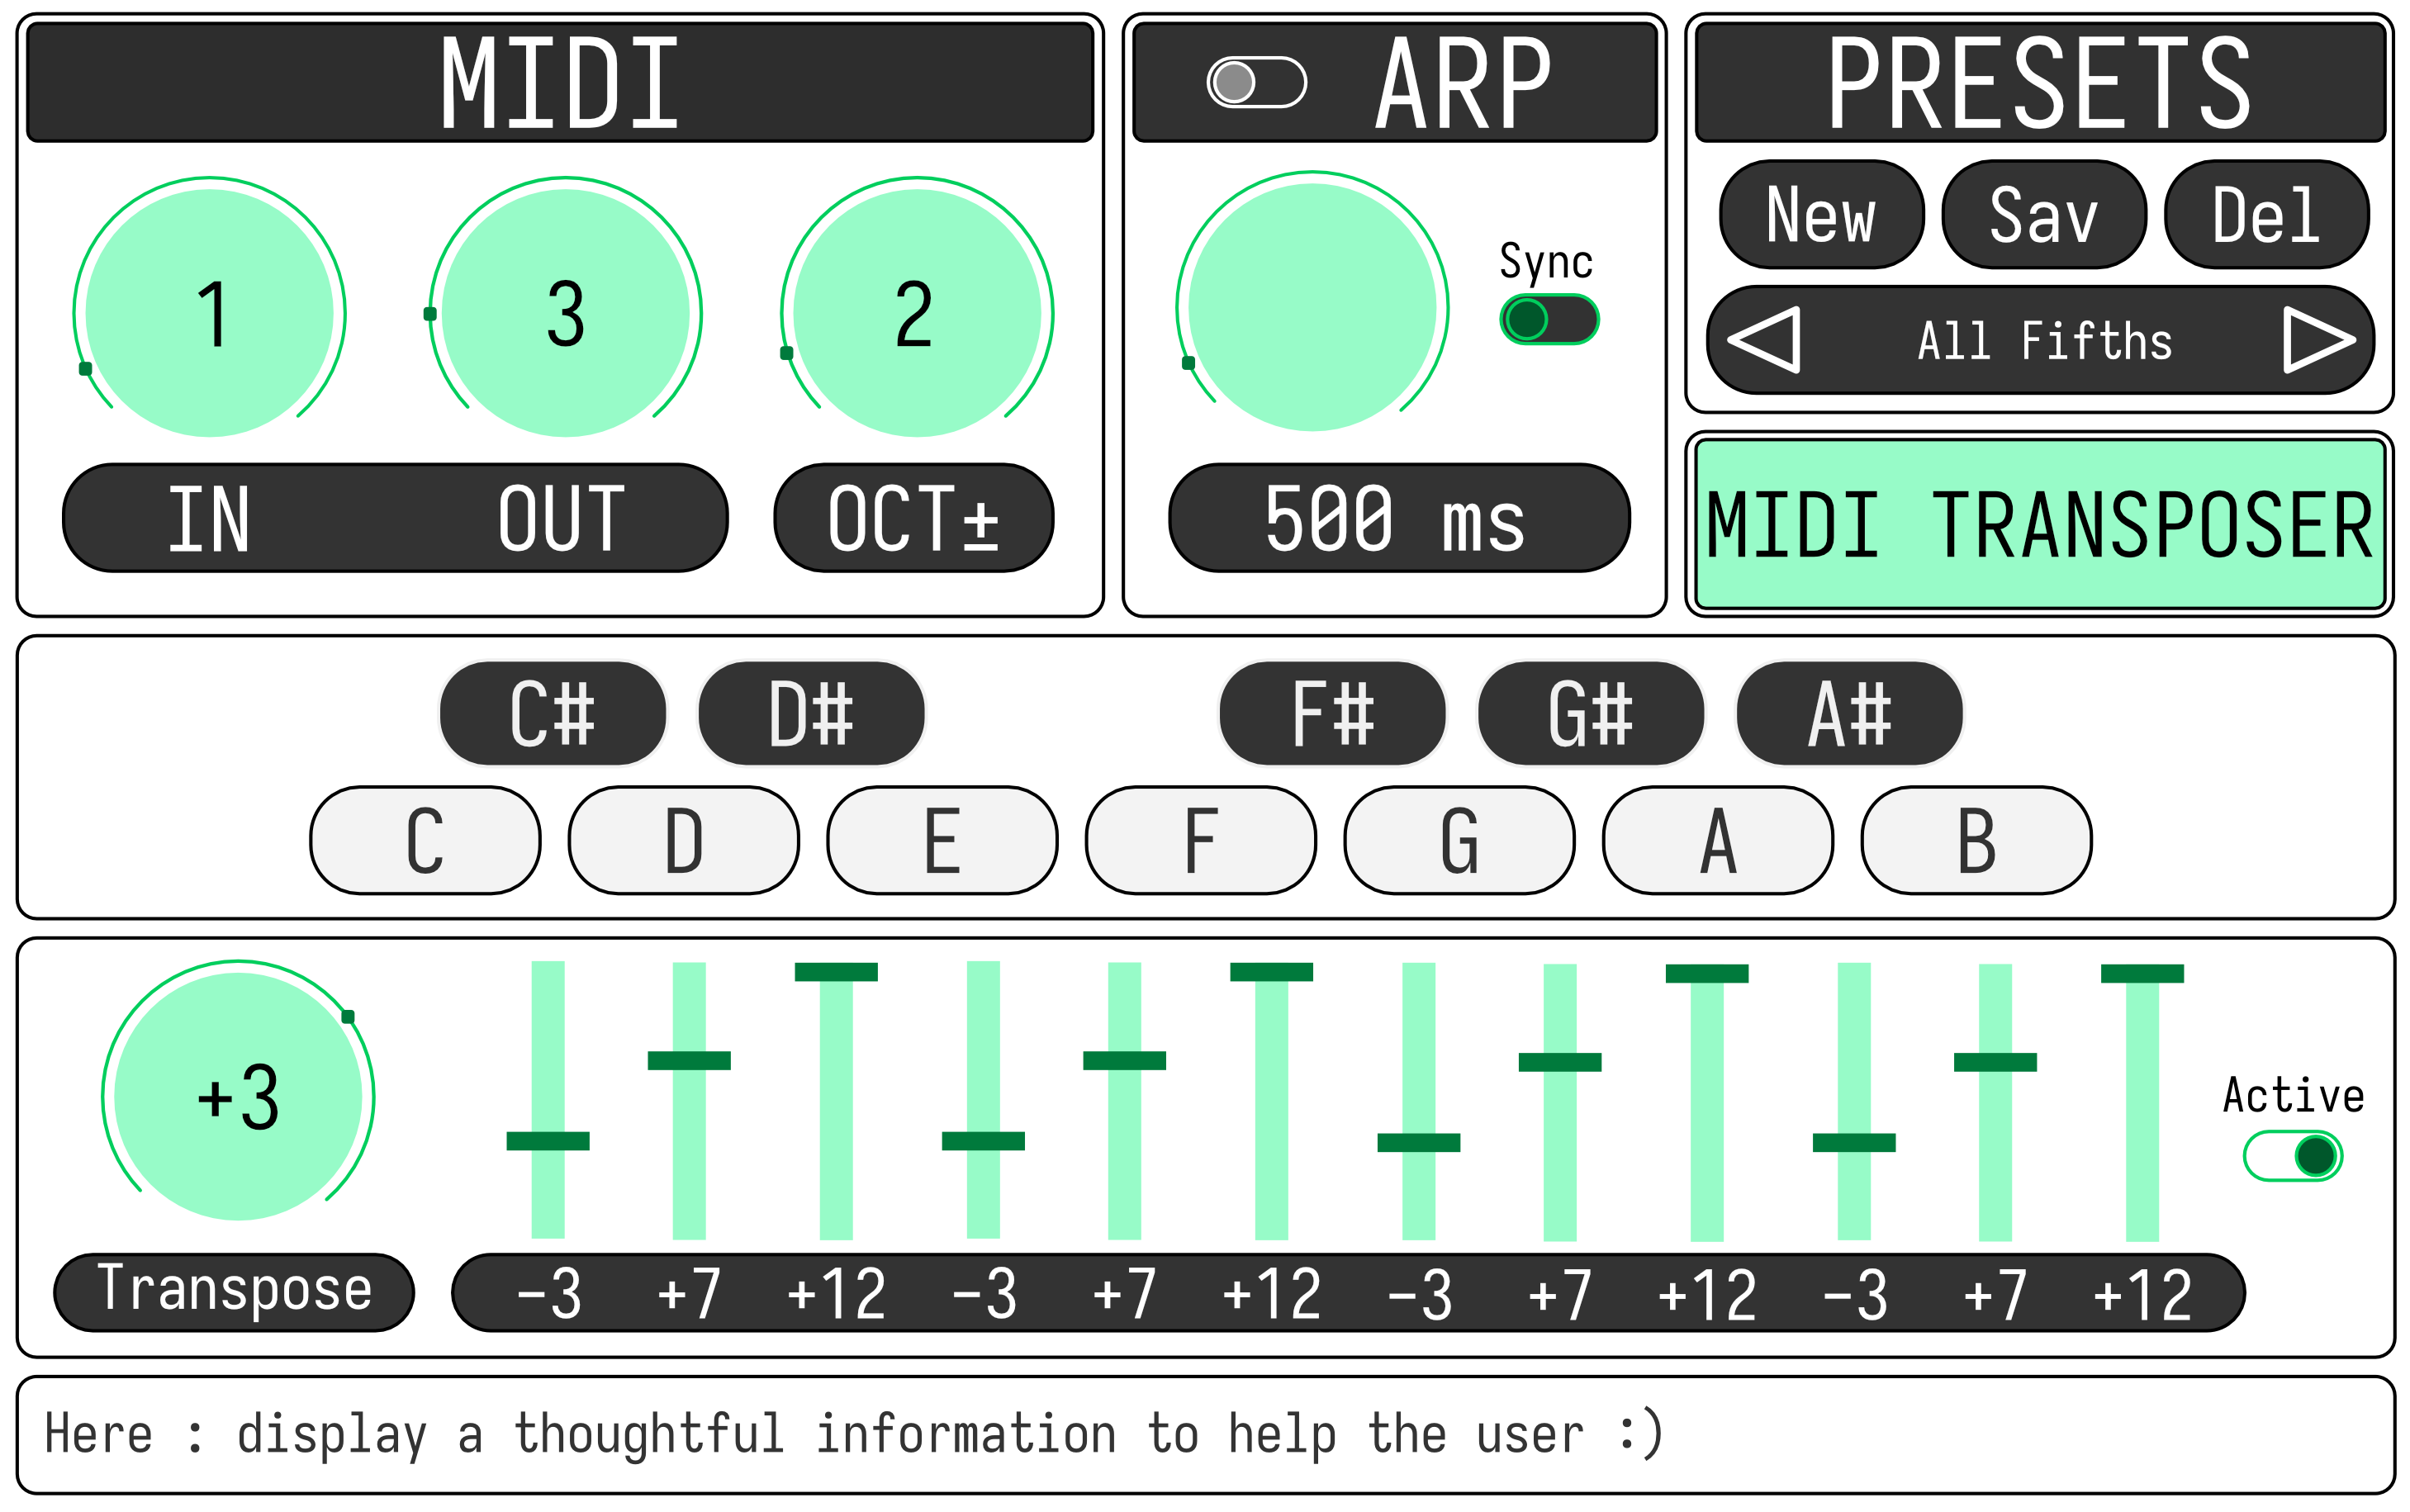 MIDI
1
3
2
IN
OUT
OCT±
ARP
Sync
500 ms
PRESETS
New
Sav
Del
All Fifths
MIDI TRANSPOSER
C#
D#
F#
G#
A#
C
D
E
F
G
A
B
+3
Transpose
-3
+7
+12
-3
+7
+12
-3
+7
+12
-3
+7
+12
Active
Here : display a thoughtful information to help the user :)